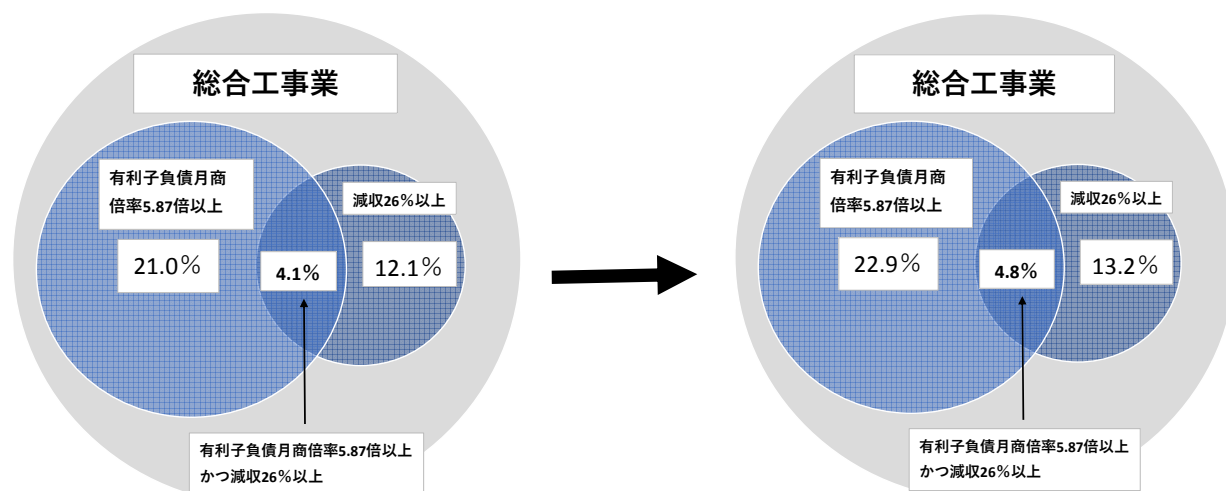 総合工事業
有利子負債月商
倍率5.87倍以上
減収26%以上
21.0%
4.1%
12.1%
有利子負債月商倍率5.87倍以上
かつ減収26%以上
総合工事業
有利子負債月商
倍率5.87倍以上
減収26%以上
22.9%
4.8%
13.2%
有利子負債月商倍率5.87倍以上
かつ減収26%以上